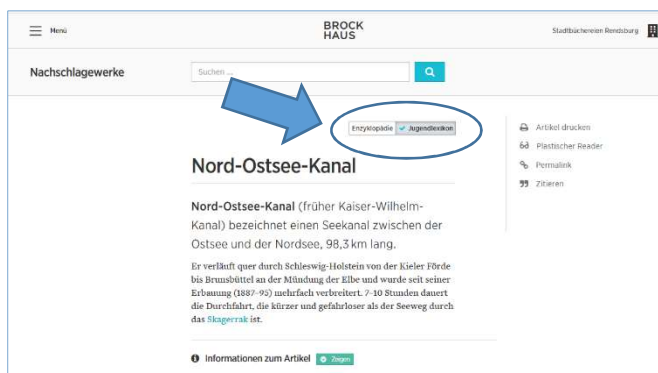 Menü
BROCK
HAUS
Stadtbüchereien Rendsburg
Nachschlagewerke
Suchen ...
Enzyklopädie Jugendlexikon
Artikel drucken
Plastischer Reader
Permalink
Zitieren
Nord-Ostsee-Kanal
Nord-Ostsee-Kanal (früher Kaiser-Wilhelm-
Kanal) bezeichnet einen Seekanal zwischen der
Ostsee und der Nordsee, 98,3 km lang.
Er verläuft quer durch Schleswig-Holstein von der Kieler Förde
bis Brunsbüttel an der Mündung der Elbe und wurde seit seiner
Erbauung (1887–95) mehrfach verbreitert. 7–10 Stunden dauert
die Durchfahrt, die kürzer und gefahrloser als der Seeweg durch
das Skagerrak ist.
Informationen zum Artikel Zeigen